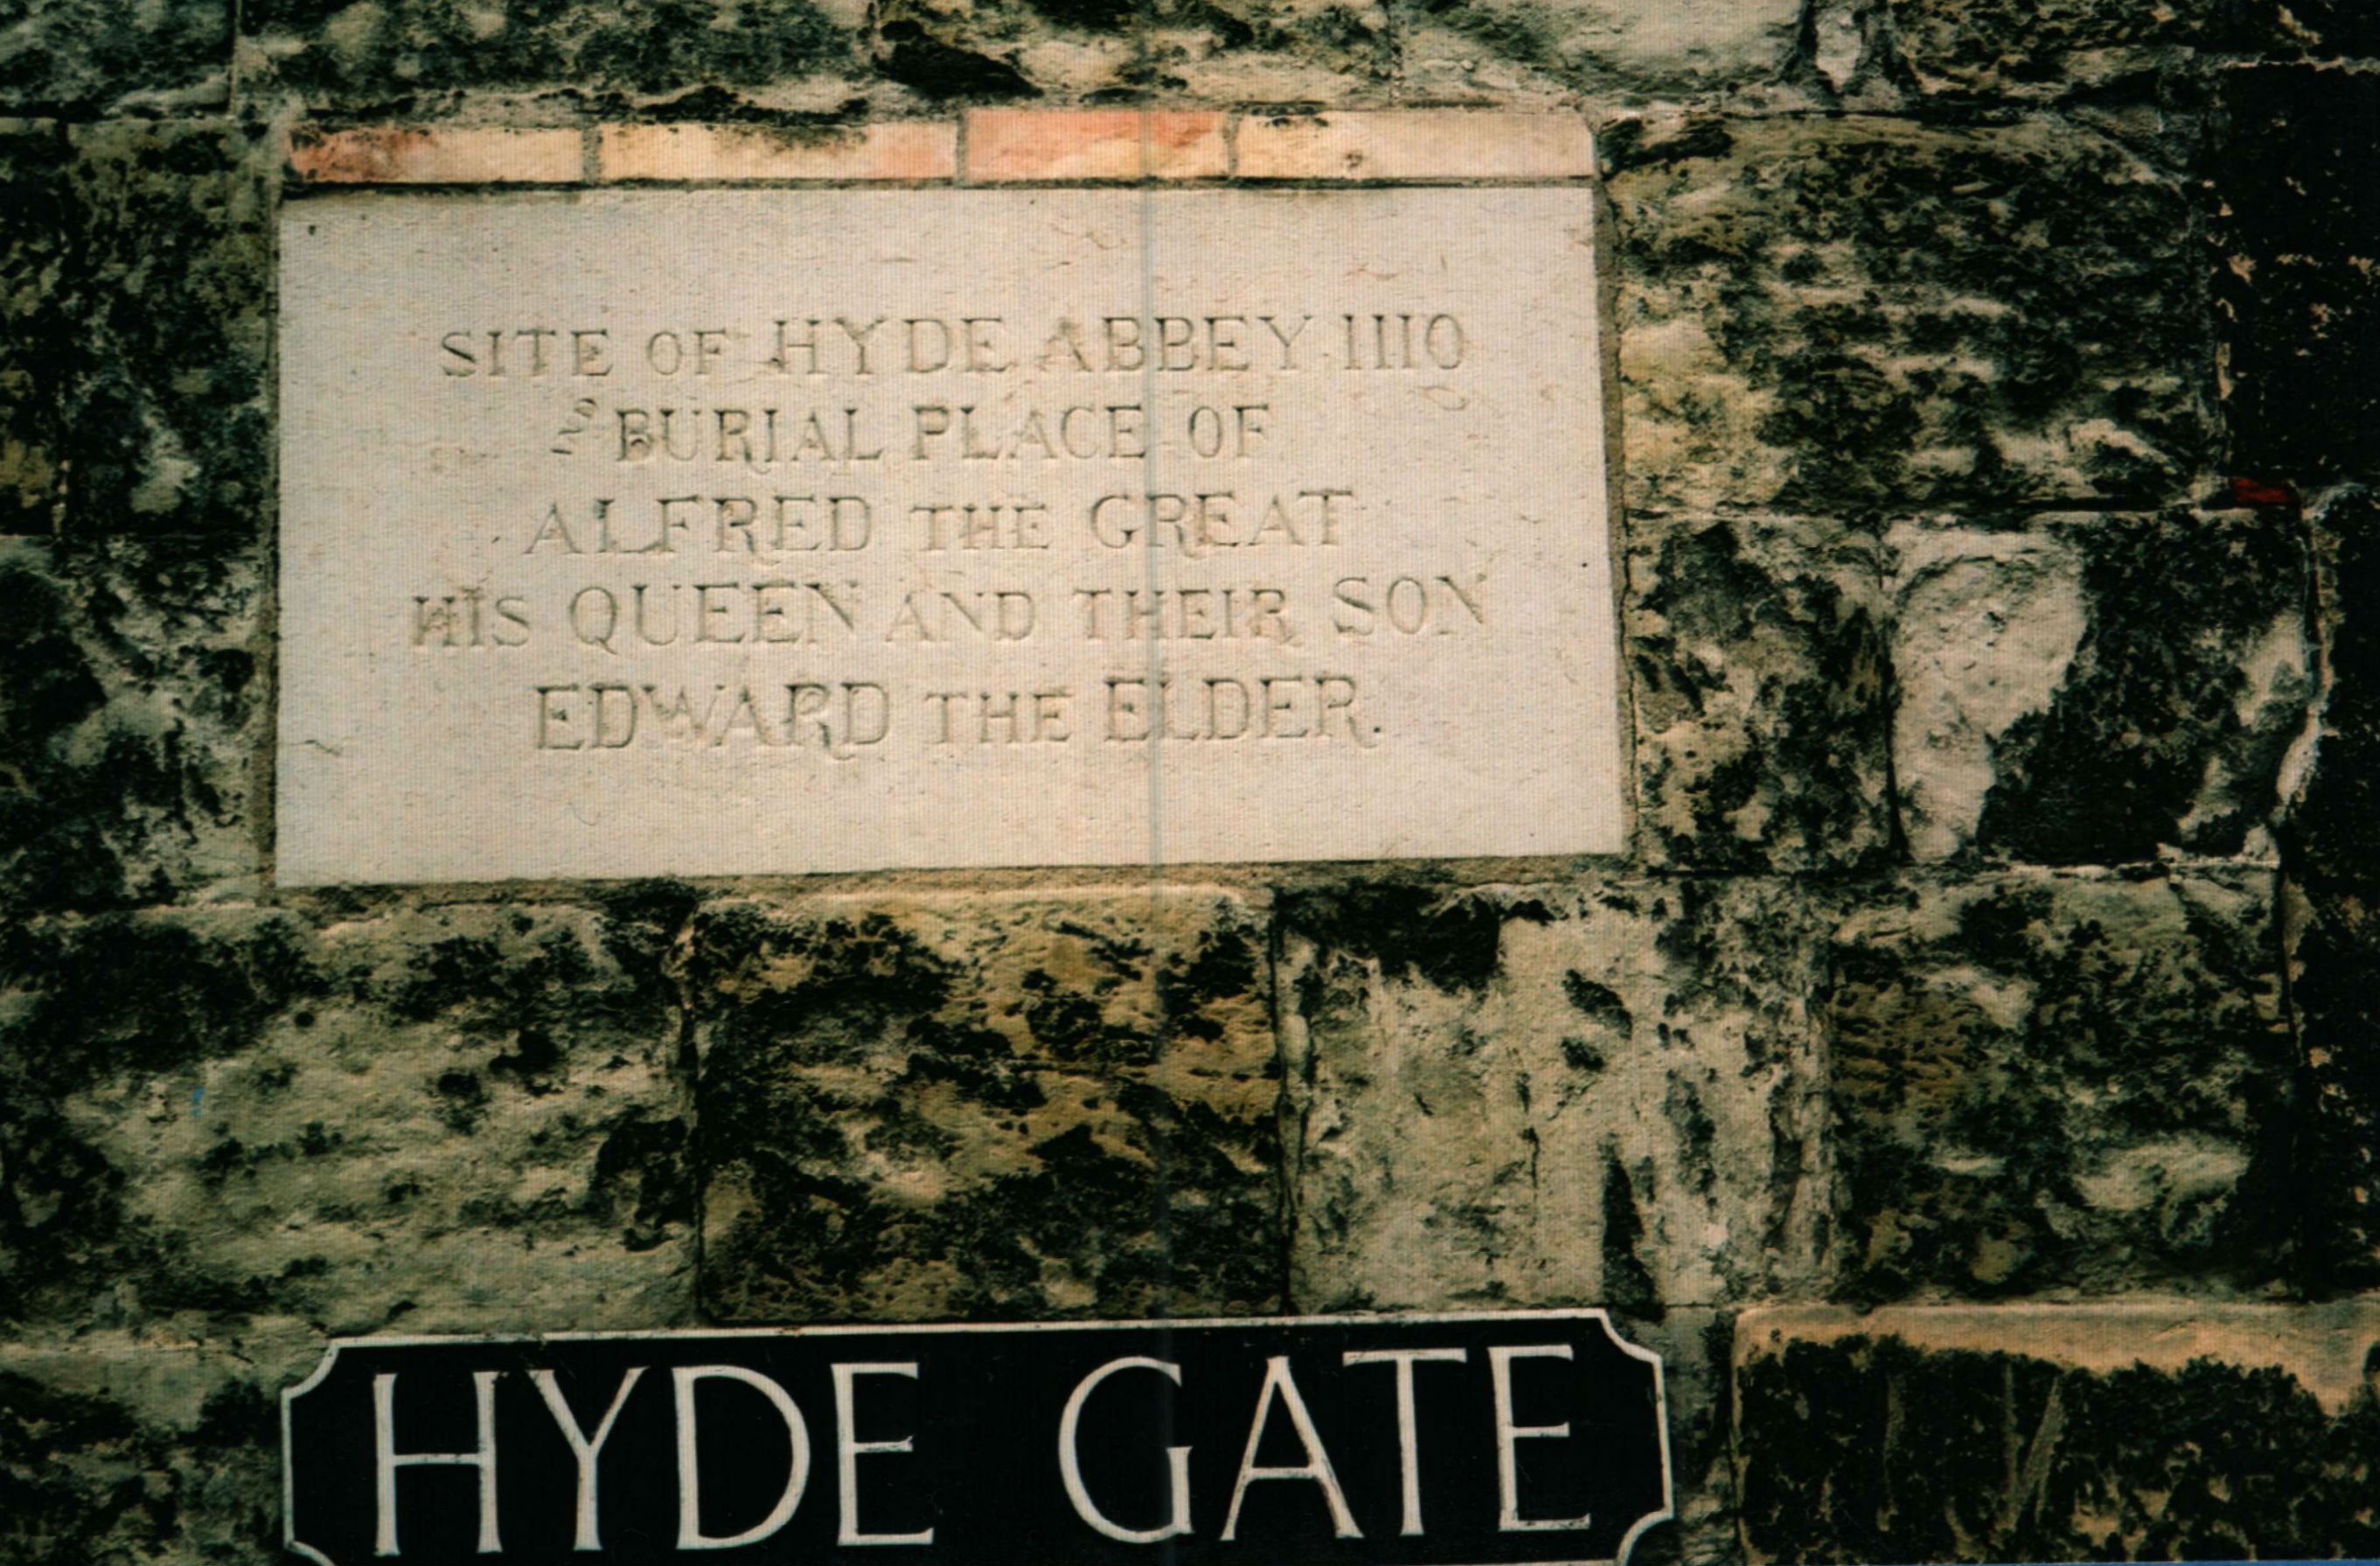 SITE OF HYDE ABBEY 1110
BURIAL PLACE OF
ALFRED THE GREAT
HIS QUEEN AND THEIR SON
EDWARD THE ELDER.
HYDE GATE